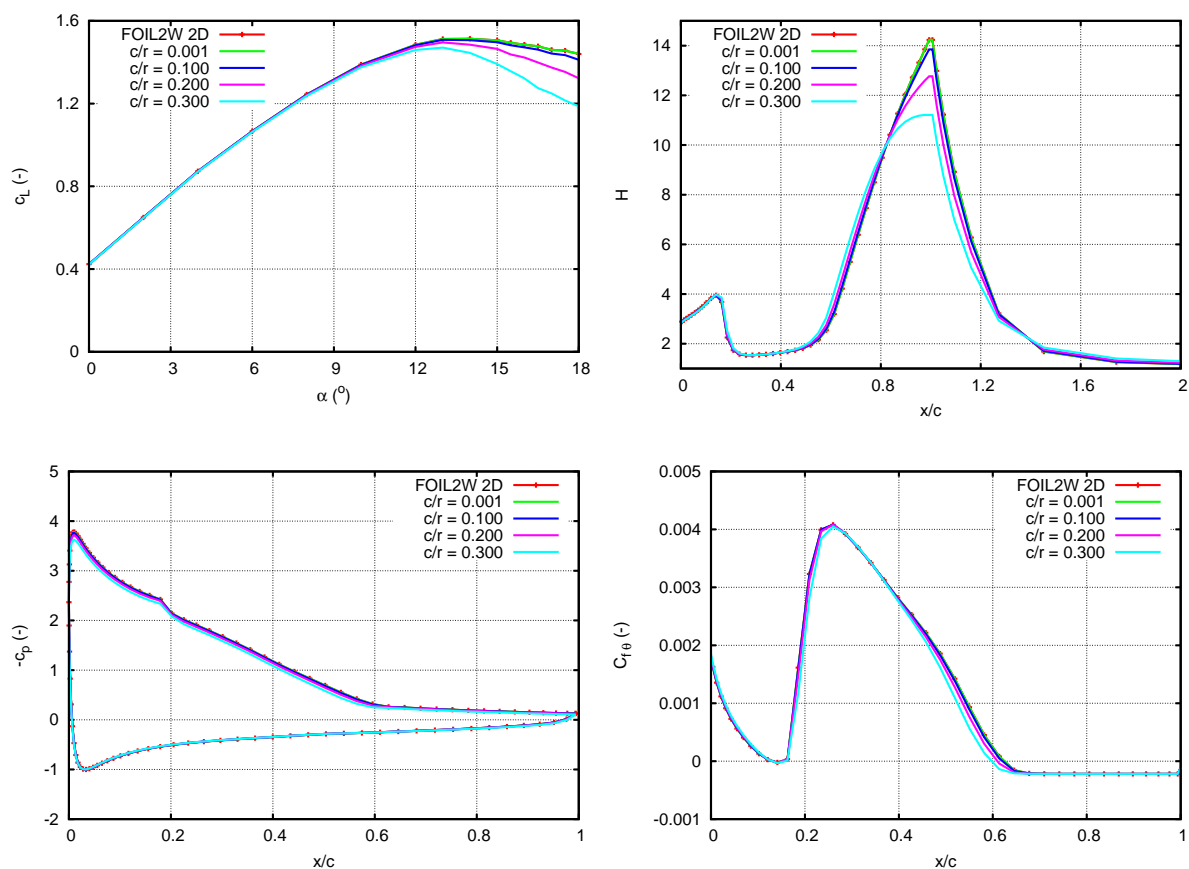 1.6
1.2
0.8
0.4
0
0 3 6 9 12 15 18
c_L (-)
α (°)
FOIL2W 2D
c/r = 0.001
c/r = 0.100
c/r = 0.200
c/r = 0.300
14
12
10
8
6
4
2
0 0.4 0.8 1.2 1.6 2
H
x/c
FOIL2W 2D
c/r = 0.001
c/r = 0.100
c/r = 0.200
c/r = 0.300
5
4
3
2
1
0
-1
-2
0 0.2 0.4 0.6 0.8 1
-c_p (-)
x/c
FOIL2W 2D
c/r = 0.001
c/r = 0.100
c/r = 0.200
c/r = 0.300
0.005
0.004
0.003
0.002
0.001
0
-0.001
0 0.2 0.4 0.6 0.8 1
C_f θ (-)
x/c
FOIL2W 2D
c/r = 0.001
c/r = 0.100
c/r = 0.200
c/r = 0.300